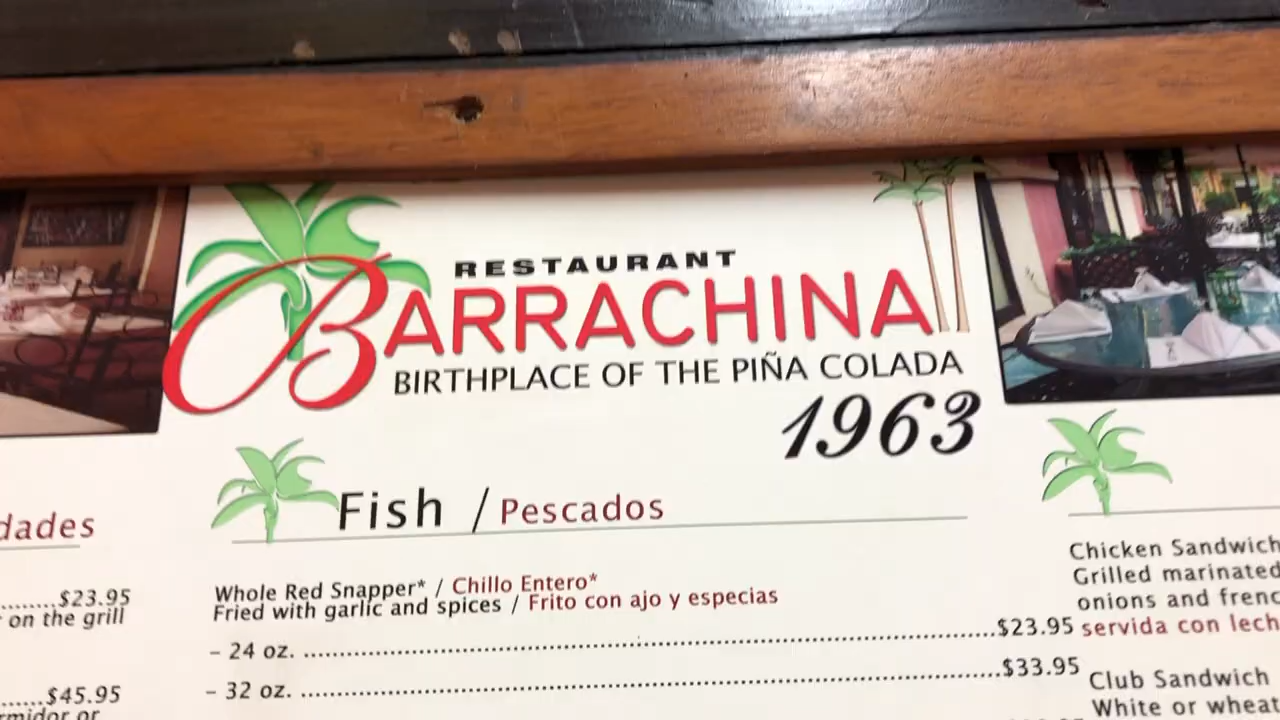 RESTAURANT
BARRACHINA
BIRTHPLACE OF THE PIÑA COLADA
1963
dades
$23.95
on the grill
$45.95
Fish / Pescados
Whole Red Snapper* / Chillo Entero*
Fried with garlic and spices / Frito con ajo y especias
- 24 oz. $23.95
- 32 oz. $33.95
Chicken Sandwich
Grilled marinated
onions and frenc
servida con lech
Club Sandwich
White or wheat